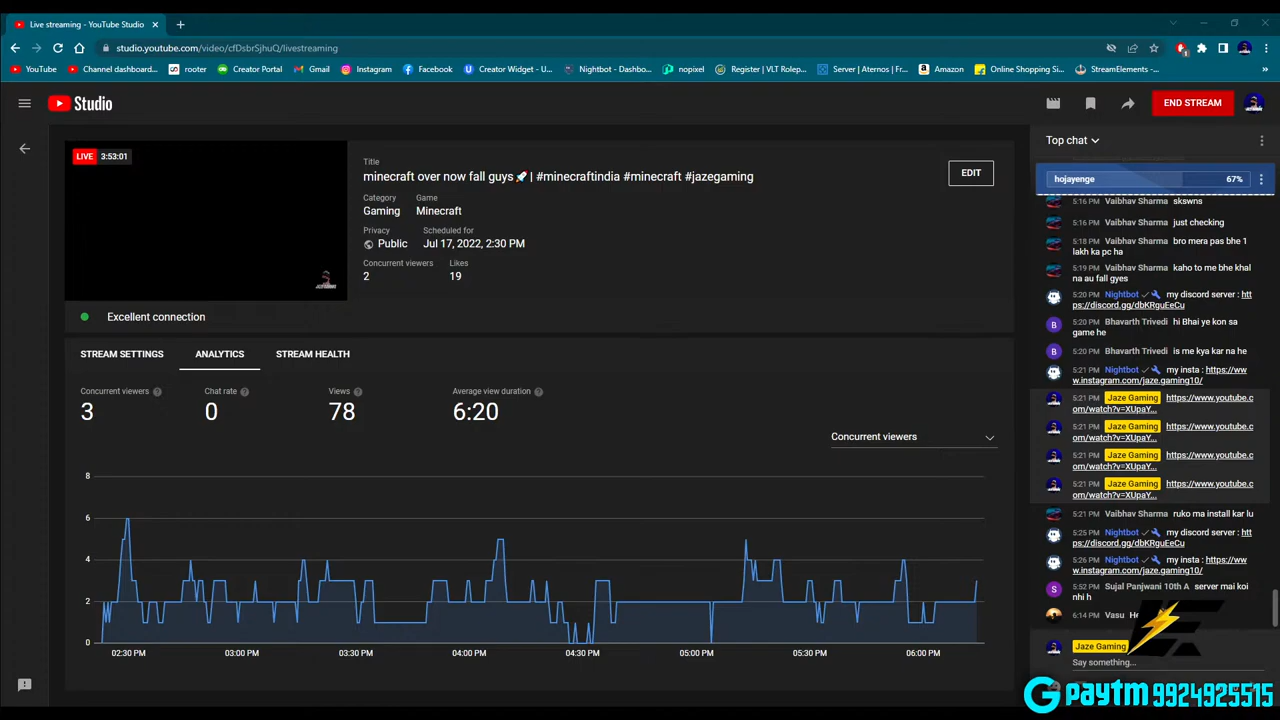 Live streaming - YouTube Studio
studio.youtube.com/video/cfDsbrSjhuQ/livestreaming
YouTube
Channel dashboard...
rooter
Creator Portal
Gmail
Instagram
Facebook
Creator Widget - U...
Nightbot - Dashbo...
nopixel
Register | VLT Rolep...
Server | Aternos | Fr...
Amazon
Online Shopping Si...
StreamElements -...
Studio
END STREAM
LIVE 3:53:01
Title
minecraft over now fall guys🚀 | #minecraftindia #minecraft #jazegaming
EDIT
Category Game
Gaming Minecraft
Privacy Scheduled for
Public Jul 17, 2022, 2:30 PM
Concurrent viewers Likes
2 19
Excellent connection
STREAM SETTINGS ANALYTICS STREAM HEALTH
Concurrent viewers Chat rate Views Average view duration
3 0 78 6:20
Concurrent viewers
8
6
4
2
0
02:30 PM 03:00 PM 03:30 PM 04:00 PM 04:30 PM 05:00 PM 05:30 PM 06:00 PM
Top chat
hojayenge 67%
5:16 PM Vaibhav Sharma skswns
5:16 PM Vaibhav Sharma just checking
5:18 PM Vaibhav Sharma bro mera pas bhe 1
lakh ka pc ha
5:19 PM Vaibhav Sharma kaho to me bhe khal
na au fall gyes
5:20 PM Nightbot my discord server : htt
ps://discord.gg/dbKRguEeCu
5:20 PM Bhavarth Trivedi hi Bhai ye kon sa
game he
5:20 PM Bhavarth Trivedi is me kya kar na he
5:21 PM Nightbot my insta : https://ww
w.instagram.com/jaze.gaming10/
5:21 PM Jaze Gaming https://www.youtube.c
om/watch?v=XUpaY...
5:21 PM Jaze Gaming https://www.youtube.c
om/watch?v=XUpaY...
5:21 PM Jaze Gaming https://www.youtube.c
om/watch?v=XUpaY...
5:21 PM Jaze Gaming https://www.youtube.c
om/watch?v=XUpaY...
5:21 PM Vaibhav Sharma ruko ma install kar lu
5:25 PM Nightbot my discord server : htt
ps://discord.gg/dbKRguEeCu
5:26 PM Nightbot my insta : https://ww
w.instagram.com/jaze.gaming10/
5:52 PM Sujal Panjwani 10th A server mai koi
nhi h
6:14 PM Vasu
Jaze Gaming
Say something...
paytm 9924925515